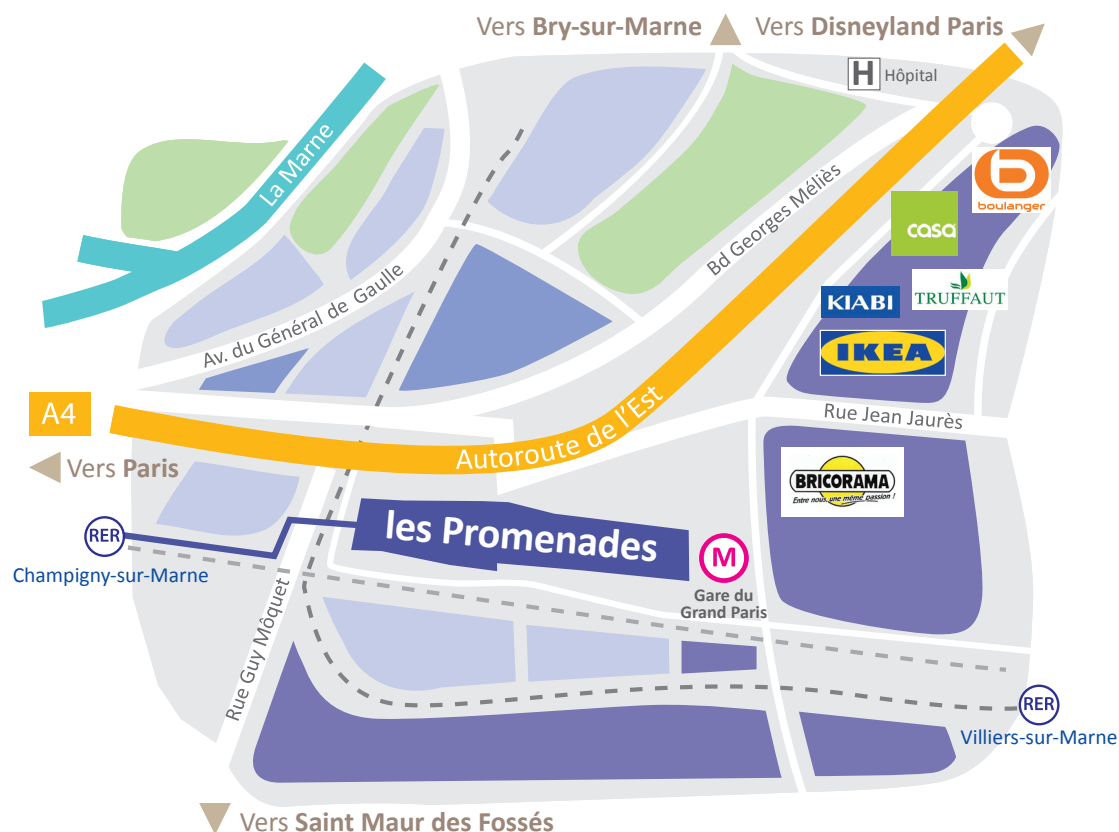 Vers Bry-sur-Marne
Vers Disneyland Paris
H Hôpital
La Marne
boulanger
casa
Bd Georges Méliès
TRUFFAUT
KIABI
Av. du Général de Gaulle
IKEA
A4
Rue Jean Jaurès
Autoroute de l'Est
Vers Paris
BRICORAMA
Entre nous, une même passion !
les Promenades
RER
Champigny-sur-Marne
M
Gare du
Grand Paris
Rue Guy Môquet
RER
Villiers-sur-Marne
Vers Saint Maur des Fossés